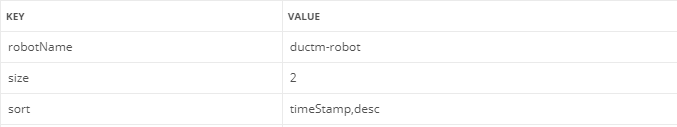 KEY VALUE
robotName ductm-robot
size 2
sort timeStamp,desc